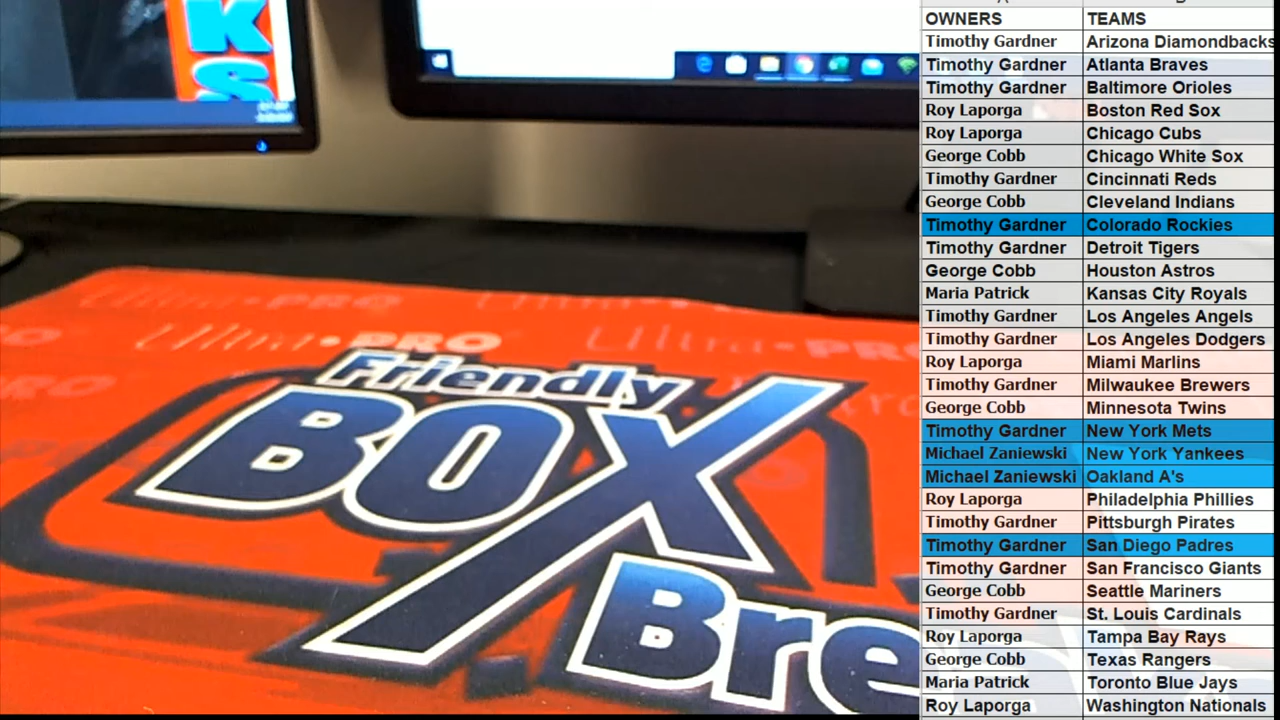 KS
Ultra PRO
Ultra PRO
Ultra PRO
Friendly
BOX
Bre
OWNERS TEAMS
Timothy Gardner Arizona Diamondbacks
Timothy Gardner Atlanta Braves
Timothy Gardner Baltimore Orioles
Roy Laporga Boston Red Sox
Roy Laporga Chicago Cubs
George Cobb Chicago White Sox
Timothy Gardner Cincinnati Reds
George Cobb Cleveland Indians
Timothy Gardner Colorado Rockies
Timothy Gardner Detroit Tigers
George Cobb Houston Astros
Maria Patrick Kansas City Royals
Timothy Gardner Los Angeles Angels
Timothy Gardner Los Angeles Dodgers
Roy Laporga Miami Marlins
Timothy Gardner Milwaukee Brewers
George Cobb Minnesota Twins
Timothy Gardner New York Mets
Michael Zaniewski New York Yankees
Michael Zaniewski Oakland A's
Roy Laporga Philadelphia Phillies
Timothy Gardner Pittsburgh Pirates
Timothy Gardner San Diego Padres
Timothy Gardner San Francisco Giants
George Cobb Seattle Mariners
Timothy Gardner St. Louis Cardinals
Roy Laporga Tampa Bay Rays
George Cobb Texas Rangers
Maria Patrick Toronto Blue Jays
Roy Laporga Washington Nationals